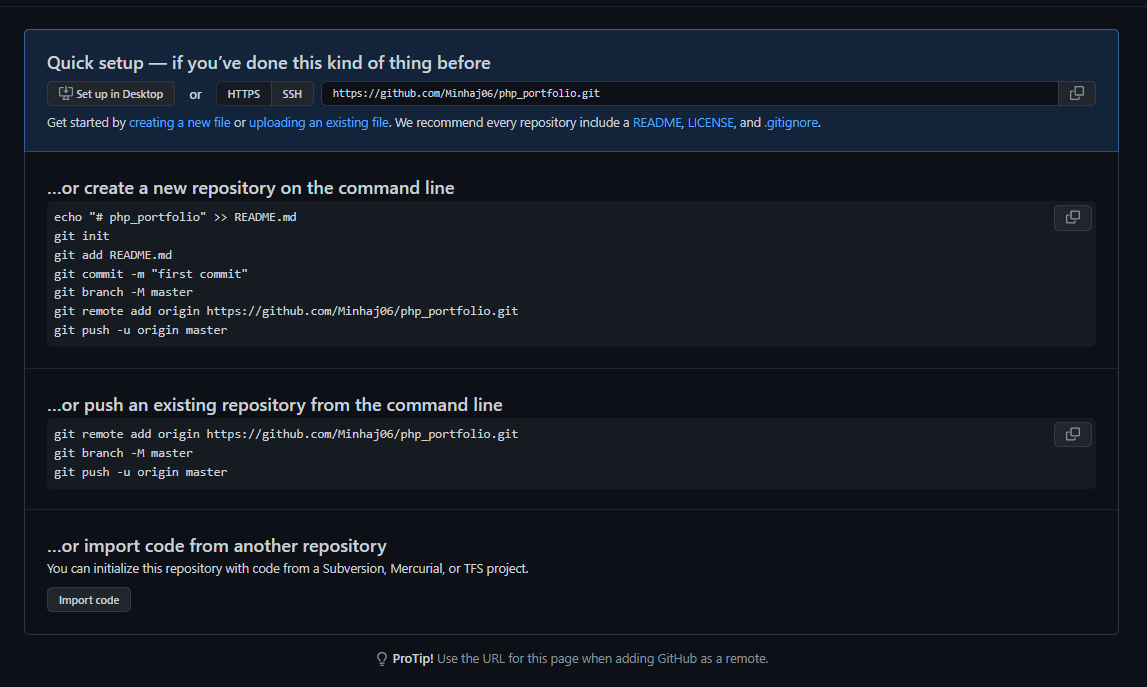 Quick setup — if you’ve done this kind of thing before
Set up in Desktop or HTTPS SSH https://github.com/Minhaj06/php_portfolio.git
Get started by creating a new file or uploading an existing file. We recommend every repository include a README, LICENSE, and .gitignore.
…or create a new repository on the command line
echo "# php_portfolio" >> README.md
git init
git add README.md
git commit -m "first commit"
git branch -M master
git remote add origin https://github.com/Minhaj06/php_portfolio.git
git push -u origin master
…or push an existing repository from the command line
git remote add origin https://github.com/Minhaj06/php_portfolio.git
git branch -M master
git push -u origin master
…or import code from another repository
You can initialize this repository with code from a Subversion, Mercurial, or TFS project.
Import code
ProTip! Use the URL for this page when adding GitHub as a remote.